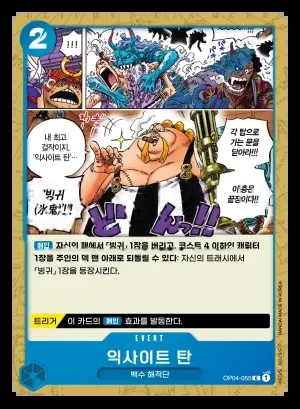 2
!!!
!!!
내 최고
걸작이지,
'익사이트 탄'…
각 탑으로
가는 문을
닫아라!!!
'빙귀
(氷鬼)'!!
이 층은
끝장이다!!
메인 자신의 패에서 「빙귀」 1장을 버리고, 코스트 4 이하인 캐릭터
1장을 주인의 덱 맨 아래로 되돌릴 수 있다: 자신의 트래시에서
「빙귀」 1장을 등장시킨다.
트리거 이 카드의 메인 효과를 발동한다.
EVENT
익사이트 탄
백수 해적단
OP04-055 C 1